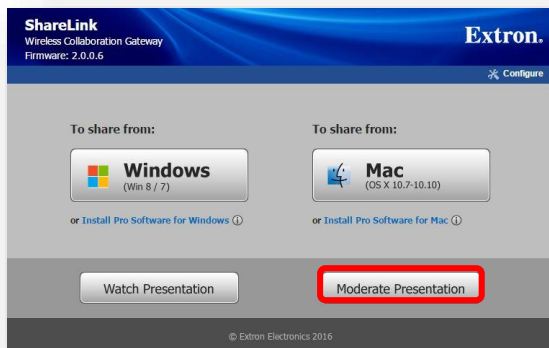 ShareLink
Wireless Collaboration Gateway
Firmware: 2.0.0.6
Extron.
Configure
To share from:
To share from:
Windows
(Win 8 / 7)
Mac
(OS X 10.7-10.10)
or Install Pro Software for Windows
or Install Pro Software for Mac
Watch Presentation
Moderate Presentation
© Extron Electronics 2016